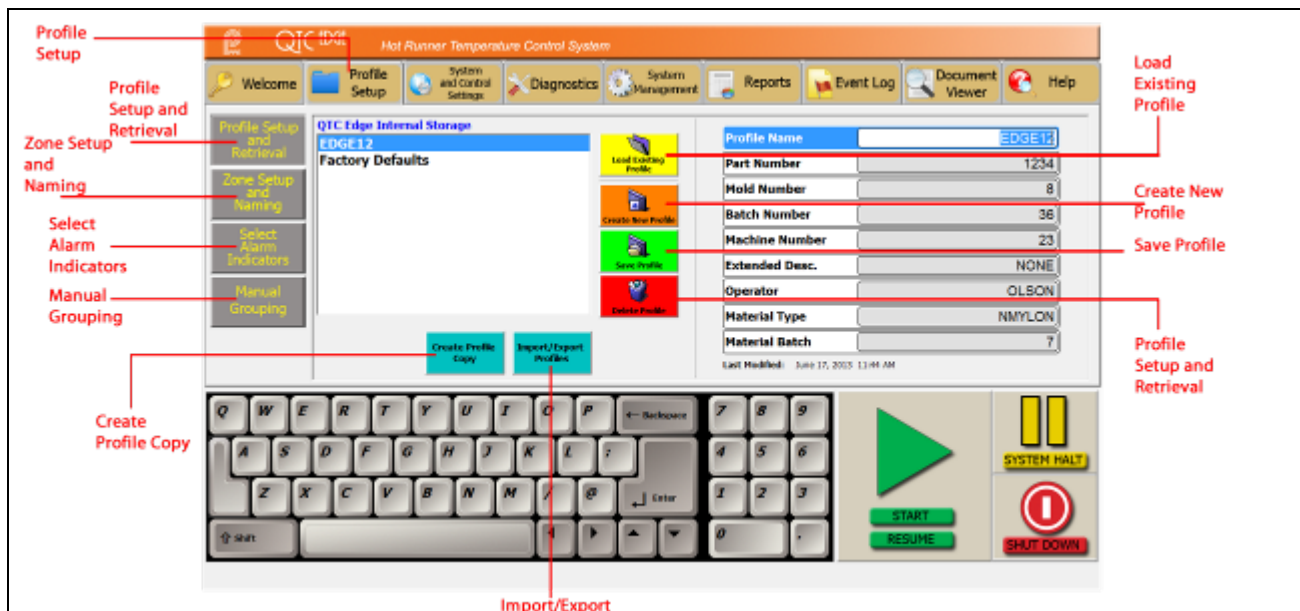 Profile
Setup
Profile
Setup and
Retrieval
Zone Setup
and
Naming
Select
Alarm
Indicators
Manual
Grouping
Create
Profile Copy
Import/Export
Load
Existing
Profile
Create New
Profile
Save Profile
Profile
Setup and
Retrieval
QTC EDGE Hot Runner Temperature Control System
Welcome
Profile
Setup
System
and Control
Settings
Diagnostics
System
Management
Reports
Event Log
Document
Viewer
Help
Profile Setup
and
Retrieval
Zone Setup
and
Naming
Select
Alarm
Indicators
Manual
Grouping
QTC Edge Internal Storage
EDGE12
Factory Defaults
Load Existing
Profile
Create New Profile
Save Profile
Delete Profile
Create Profile
Copy
Import/Export
Profiles
Profile Name EDGE12
Part Number 1234
Mold Number 8
Batch Number 36
Machine Number 23
Extended Desc. NONE
Operator OLSON
Material Type NMYLON
Material Batch 7
Last Modified: June 17, 2013 11:44 AM
Q W E R T Y U I O P ← Backspace
A S D F G H J K L ;
Z X C V B N M / @ Enter
Shift
7 8 9
4 5 6
1 2 3
0 .
START
RESUME
SYSTEM HALT
SHUT DOWN